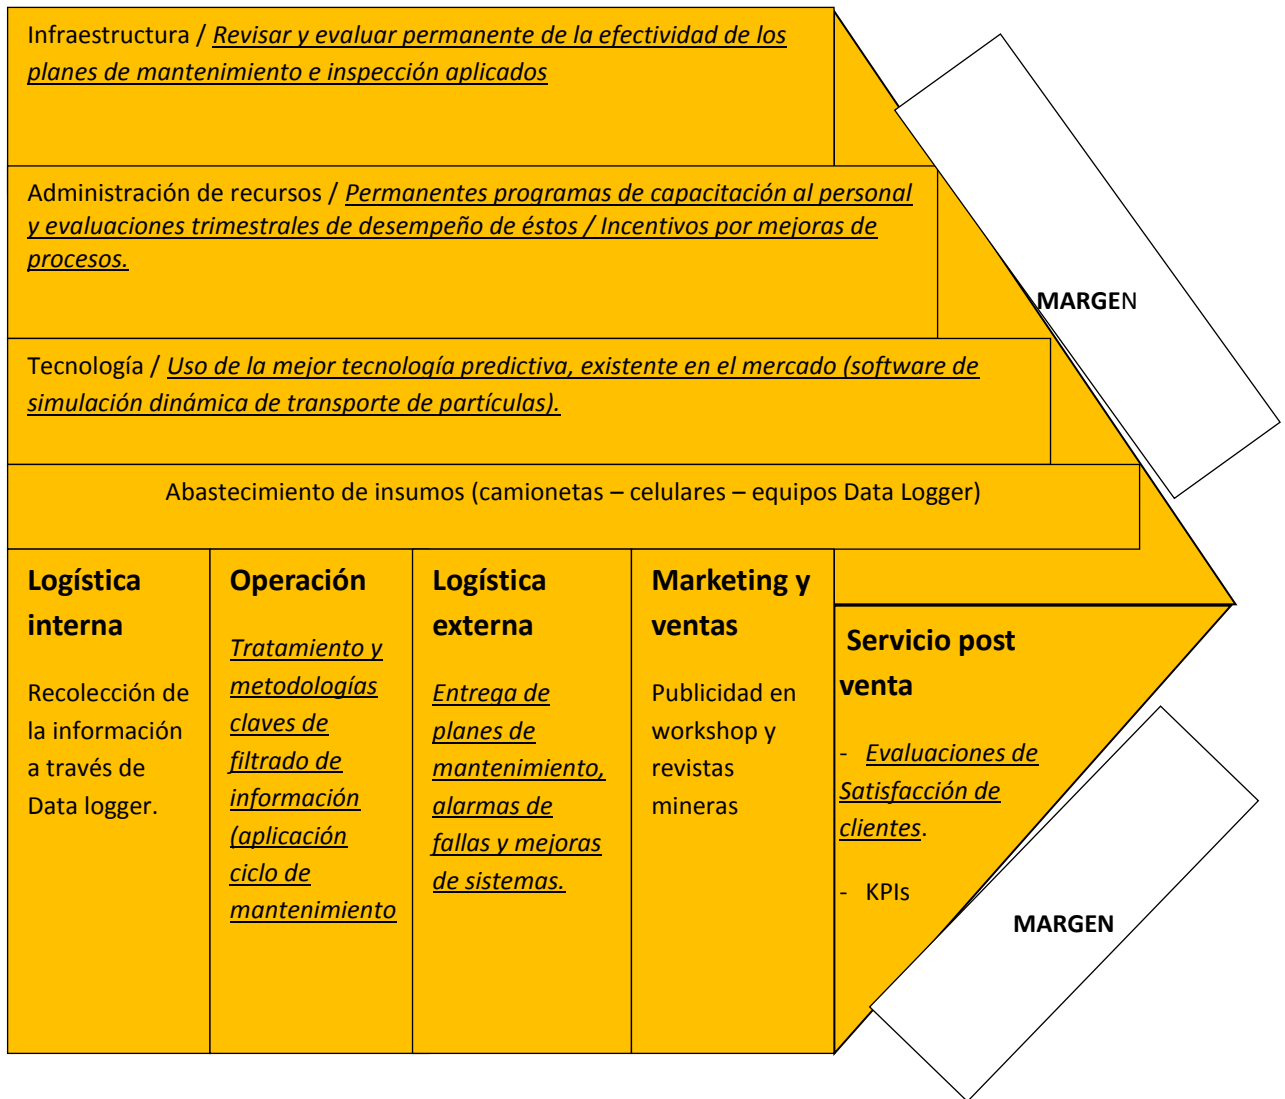 Infraestructura / Revisar y evaluar permanente de la efectividad de los
planes de mantenimiento e inspección aplicados
Administración de recursos / Permanentes programas de capacitación al personal
y evaluaciones trimestrales de desempeño de éstos / Incentivos por mejoras de
procesos.
MARGEN
Tecnología / Uso de la mejor tecnología predictiva, existente en el mercado (software de
simulación dinámica de transporte de partículas).
Abastecimiento de insumos (camionetas – celulares – equipos Data Logger)
Logística
interna
Recolección de
la información
a través de
Data logger.
Operación
Tratamiento y
metodologías
claves de
filtrado de
información
(aplicación
ciclo de
mantenimiento
Logística
externa
Entrega de
planes de
mantenimiento,
alarmas de
fallas y mejoras
de sistemas.
Marketing y
ventas
Publicidad en
workshop y
revistas
mineras
Servicio post
venta
- Evaluaciones de
Satisfacción de
clientes.
- KPIs
MARGEN